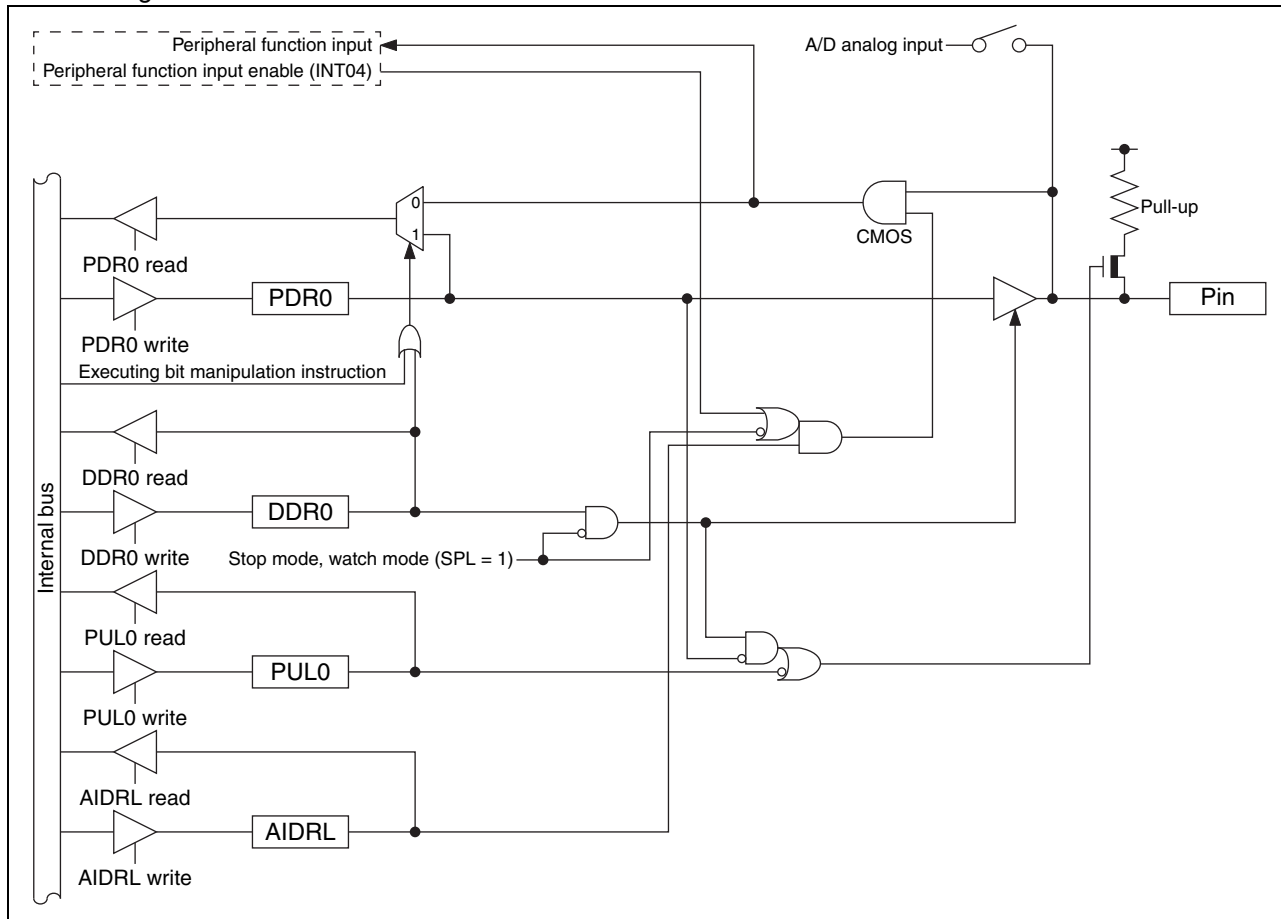 Peripheral function input
A/D analog input
Peripheral function input enable (INT04)
0
Pull-up
1
CMOS
PDR0 read
PDR0
Pin
PDR0 write
Executing bit manipulation instruction
DDR0 read
DDR0
Internal bus
DDR0 write
Stop mode, watch mode (SPL = 1)
PUL0 read
PUL0
PUL0 write
AIDRL read
AIDRL
AIDRL write